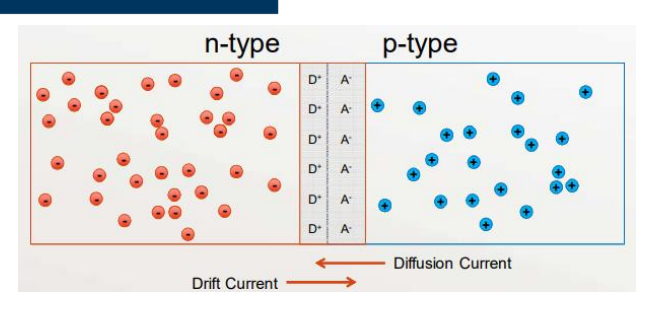 n-type p-type
D⁺ A⁻
D⁺ A⁻
D⁺ A⁻
D⁺ A⁻
D⁺ A⁻
D⁺ A⁻
Diffusion Current
Drift Current